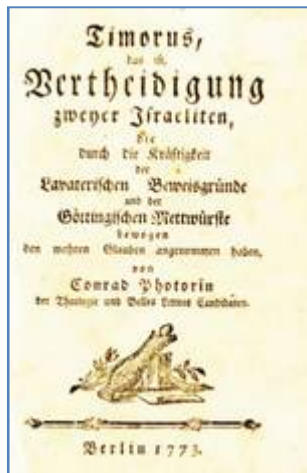 Timorus,
das ist,
Vertheidigung
zweyer Israeliten,
die
durch die Kräftigkeit
der
Lavaterischen Beweisgründe
und der
Göttingischen Mettwürste
bewogen
den wahren Glauben angenommen haben,
von
Conrad Photorin
der Theologie und Belles Lettres Candidaten.
Berlin 1773.